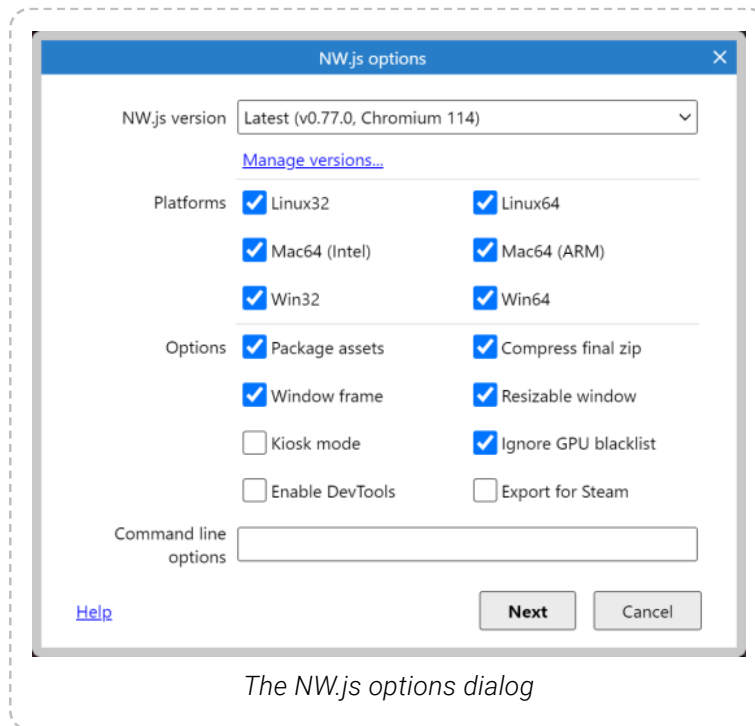 NW.js options
NW.js version Latest (v0.77.0, Chromium 114)
Manage versions...
Platforms Linux32 Linux64
Mac64 (Intel) Mac64 (ARM)
Win32 Win64
Options Package assets Compress final zip
Window frame Resizable window
Kiosk mode Ignore GPU blacklist
Enable DevTools Export for Steam
Command line
options
Help Next Cancel
The NW.js options dialog